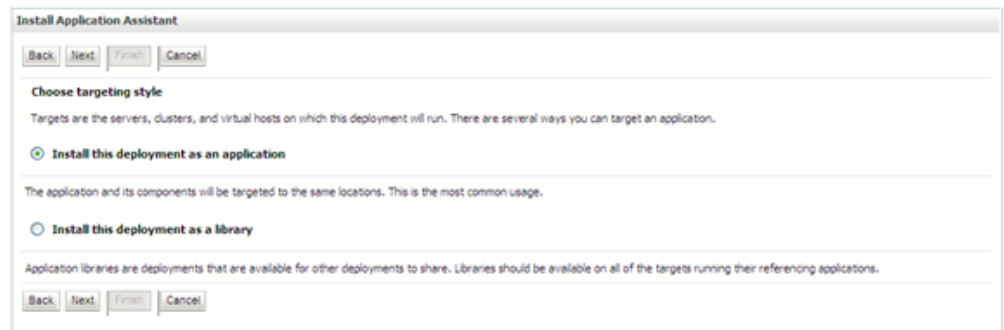 Install Application Assistant
Back Next Finish Cancel
Choose targeting style
Targets are the servers, clusters, and virtual hosts on which this deployment will run. There are several ways you can target an application.
Install this deployment as an application
The application and its components will be targeted to the same locations. This is the most common usage.
Install this deployment as a library
Application libraries are deployments that are available for other deployments to share. Libraries should be available on all of the targets running their referencing applications.
Back Next Finish Cancel